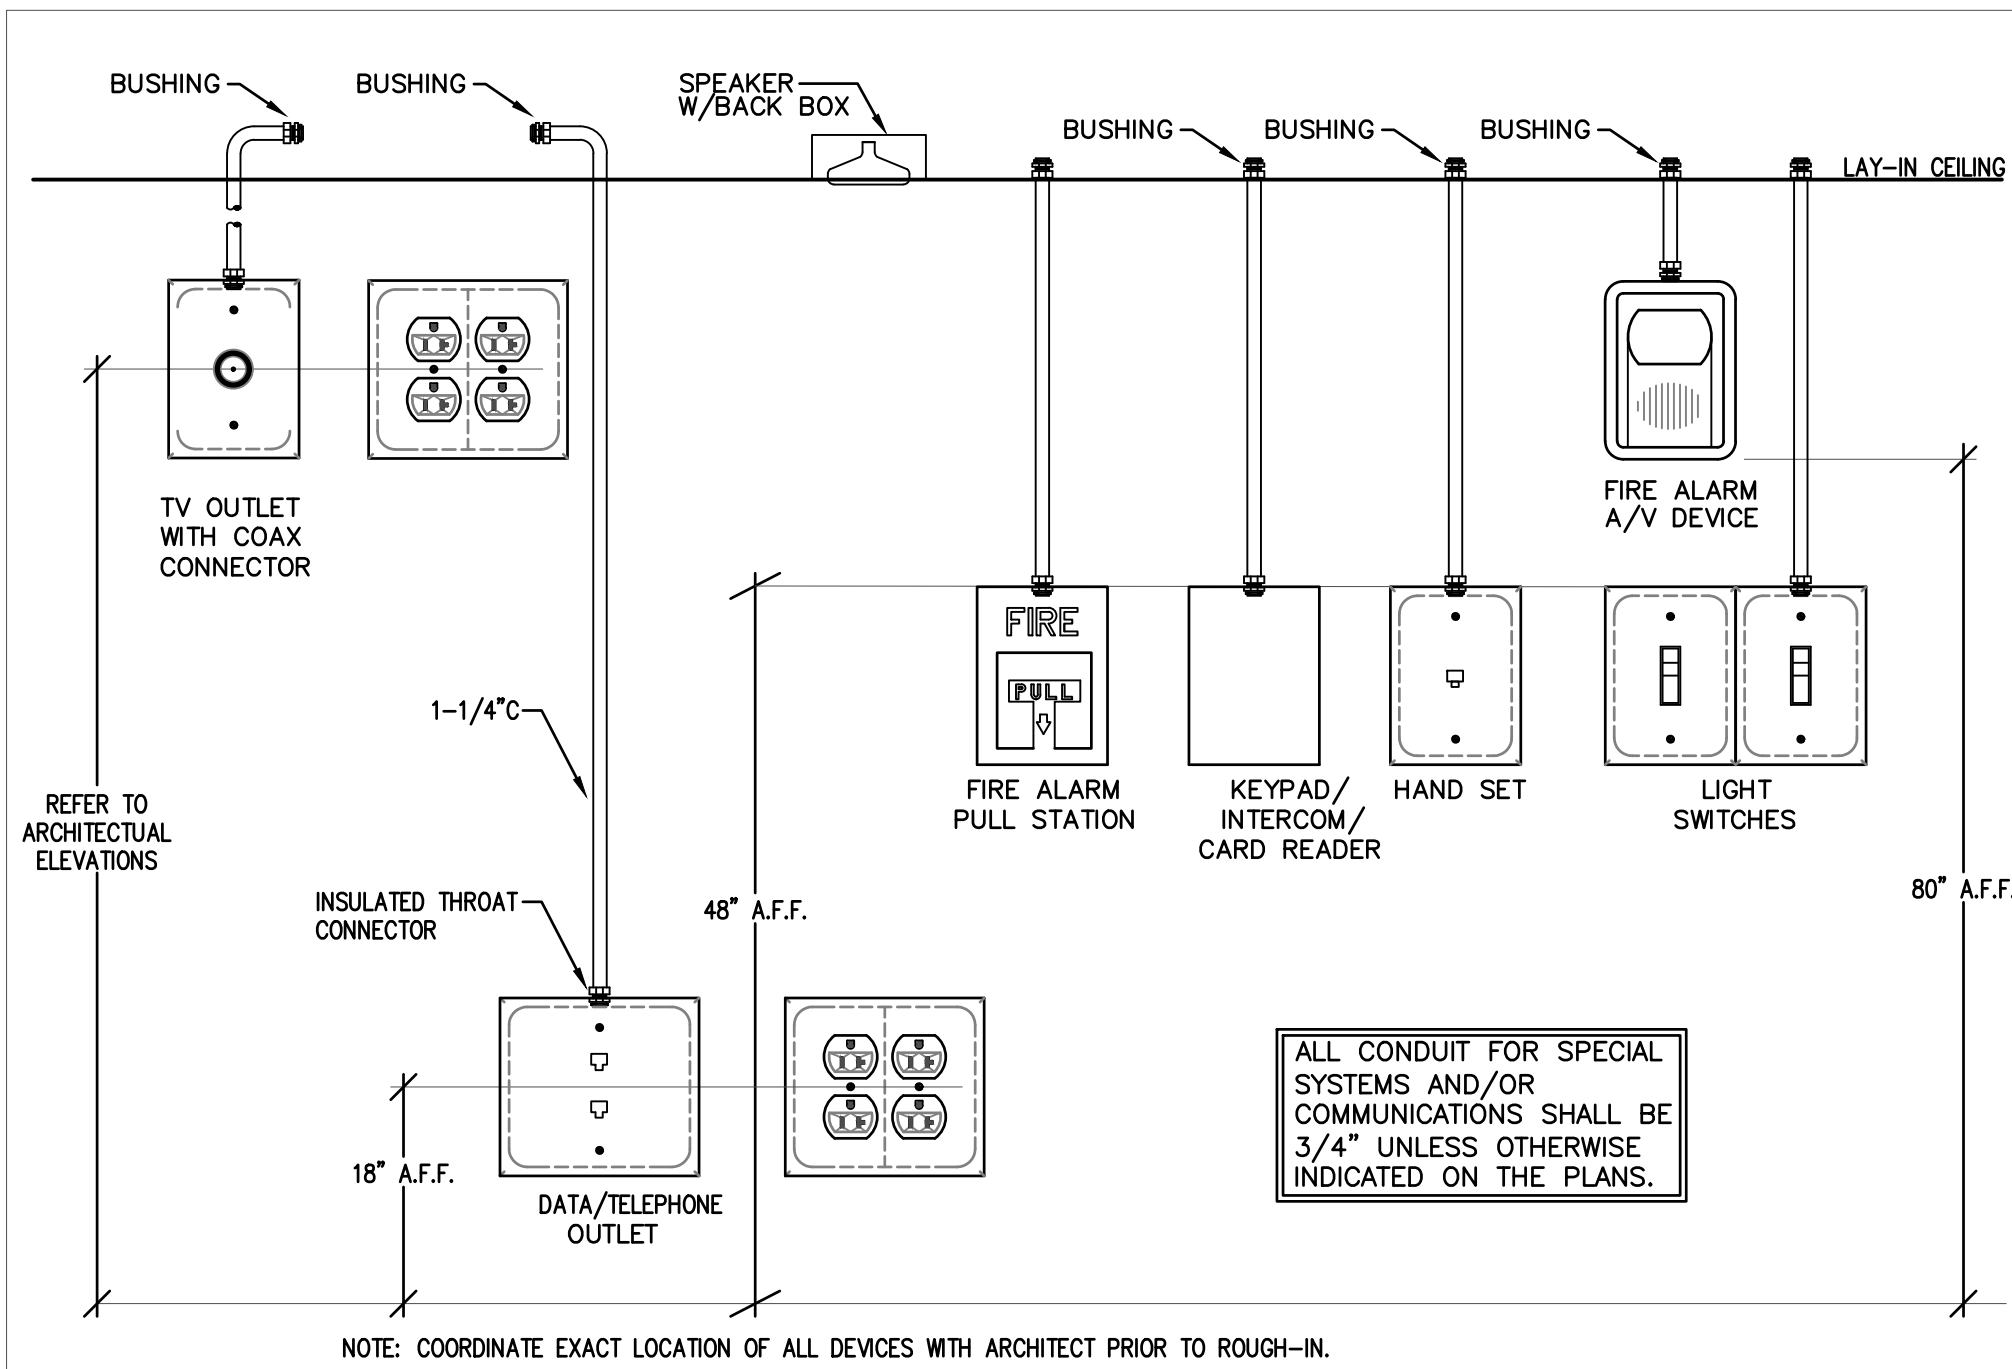 BUSHING
BUSHING
SPEAKER
W/BACK BOX
BUSHING
BUSHING
BUSHING
LAY-IN CEILING
TV OUTLET
WITH COAX
CONNECTOR
FIRE ALARM
A/V DEVICE
FIRE
PULL
1-1/4"C
FIRE ALARM
PULL STATION
KEYPAD/
INTERCOM/
CARD READER
HAND SET
LIGHT
SWITCHES
REFER TO
ARCHITECTUAL
ELEVATIONS
INSULATED THROAT
CONNECTOR
48" A.F.F.
80" A.F.F.
18" A.F.F.
DATA/TELEPHONE
OUTLET
ALL CONDUIT FOR SPECIAL
SYSTEMS AND/OR
COMMUNICATIONS SHALL BE
3/4" UNLESS OTHERWISE
INDICATED ON THE PLANS.
NOTE: COORDINATE EXACT LOCATION OF ALL DEVICES WITH ARCHITECT PRIOR TO ROUGH-IN.